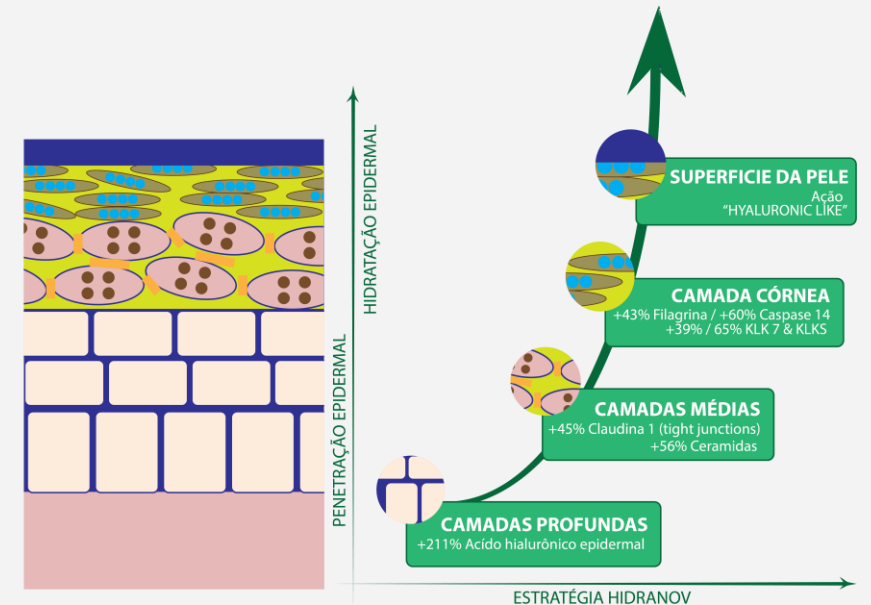 HIDRATAÇÃO EPIDERMAL
PENETRAÇÃO EPIDERMAL
SUPERFICIE DA PELE
Ação
“HYALURONIC LIKE”
CAMADA CÓRNEA
+43% Filagrina / +60% Caspase 14
+39% / 65% KLK 7 & KLKS
CAMADAS MÉDIAS
+45% Claudina 1 (tight junctions)
+56% Ceramidas
CAMADAS PROFUNDAS
+211% Acído hialurônico epidermal
ESTRATÉGIA HIDRANOV